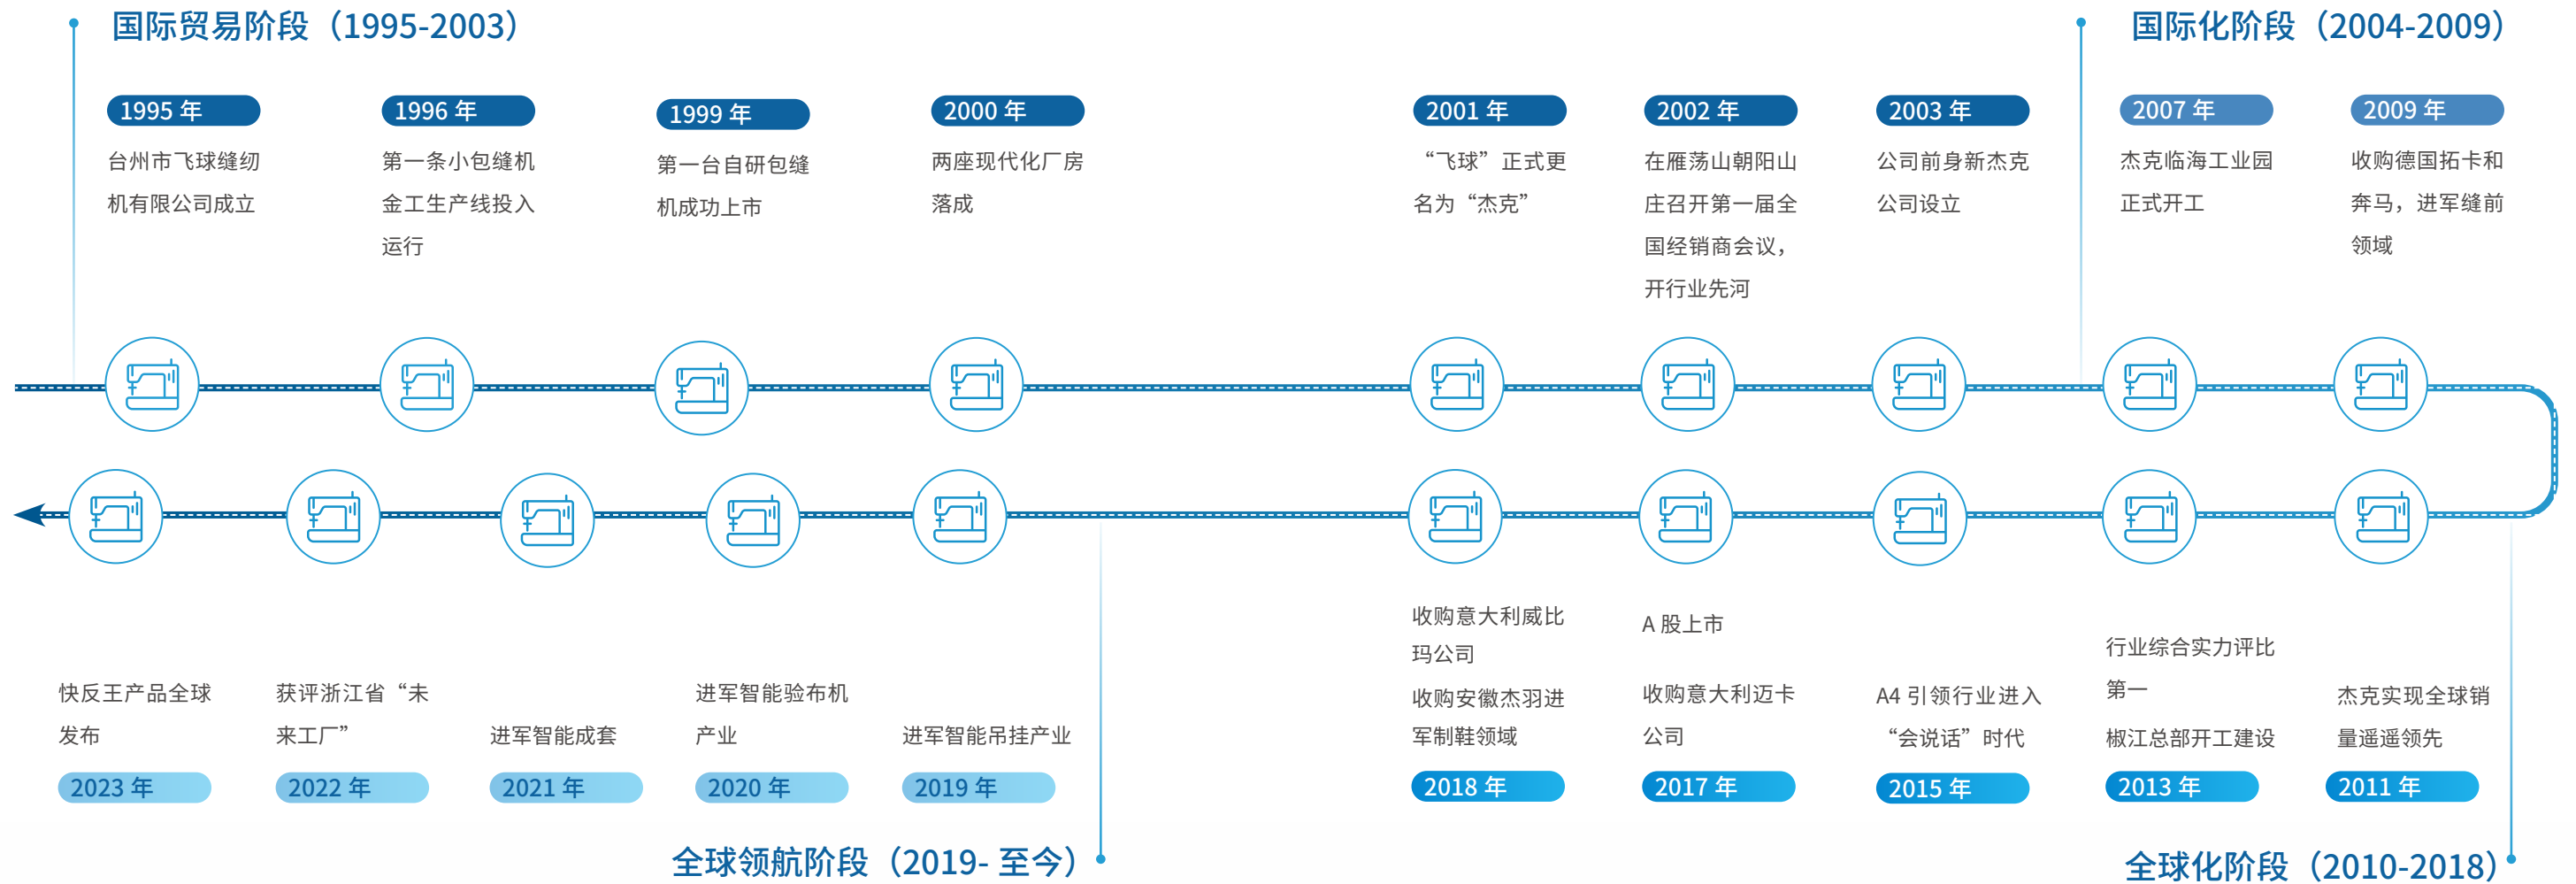 国际贸易阶段（1995-2003）
1995 年
台州市飞球缝纫
机有限公司成立
1996 年
第一条小包缝机
金工生产线投入
运行
1999 年
第一台自研包缝
机成功上市
2000 年
两座现代化厂房
落成
2001 年
“飞球”正式更
名为“杰克”
2002 年
在雁荡山朝阳山
庄召开第一届全
国经销商会议，
开行业先河
2003 年
公司前身新杰克
公司设立
国际化阶段（2004-2009）
2007 年
杰克临海工业园
正式开工
2009 年
收购德国拓卡和
奔马，进军缝前
领域
杰克实现全球销
量遥遥领先
2011 年
行业综合实力评比
第一
椒江总部开工建设
2013 年
A4 引领行业进入
“会说话”时代
2015 年
A 股上市
收购意大利迈卡
公司
2017 年
收购意大利威比
玛公司
收购安徽杰羽进
军制鞋领域
2018 年
全球化阶段（2010-2018）
进军智能吊挂产业
2019 年
进军智能验布机
产业
2020 年
进军智能成套
2021 年
获评浙江省“未
来工厂”
2022 年
快反王产品全球
发布
2023 年
全球领航阶段（2019- 至今）